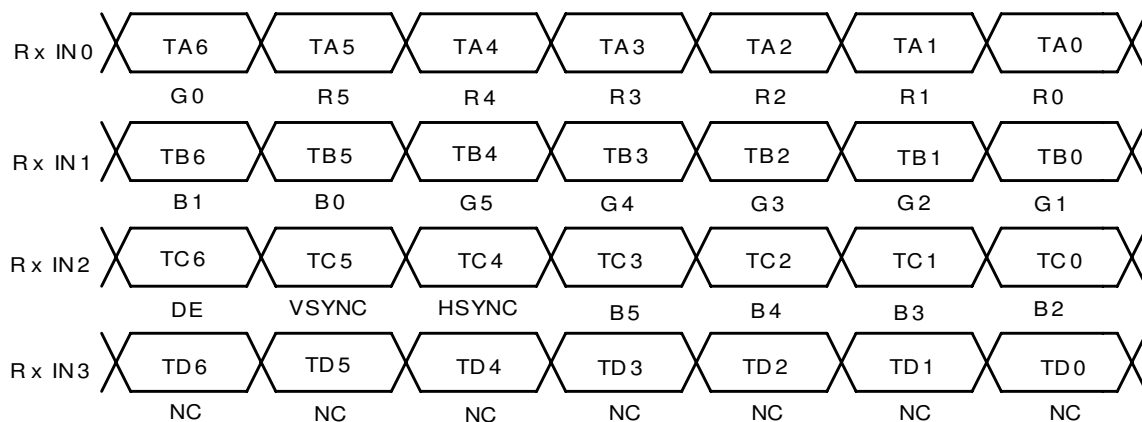 Rx IN0 TA6 TA5 TA4 TA3 TA2 TA1 TA0
G0 R5 R4 R3 R2 R1 R0
Rx IN1 TB6 TB5 TB4 TB3 TB2 TB1 TB0
B1 B0 G5 G4 G3 G2 G1
Rx IN2 TC6 TC5 TC4 TC3 TC2 TC1 TC0
DE VSYNC HSYNC B5 B4 B3 B2
Rx IN3 TD6 TD5 TD4 TD3 TD2 TD1 TD0
NC NC NC NC NC NC NC